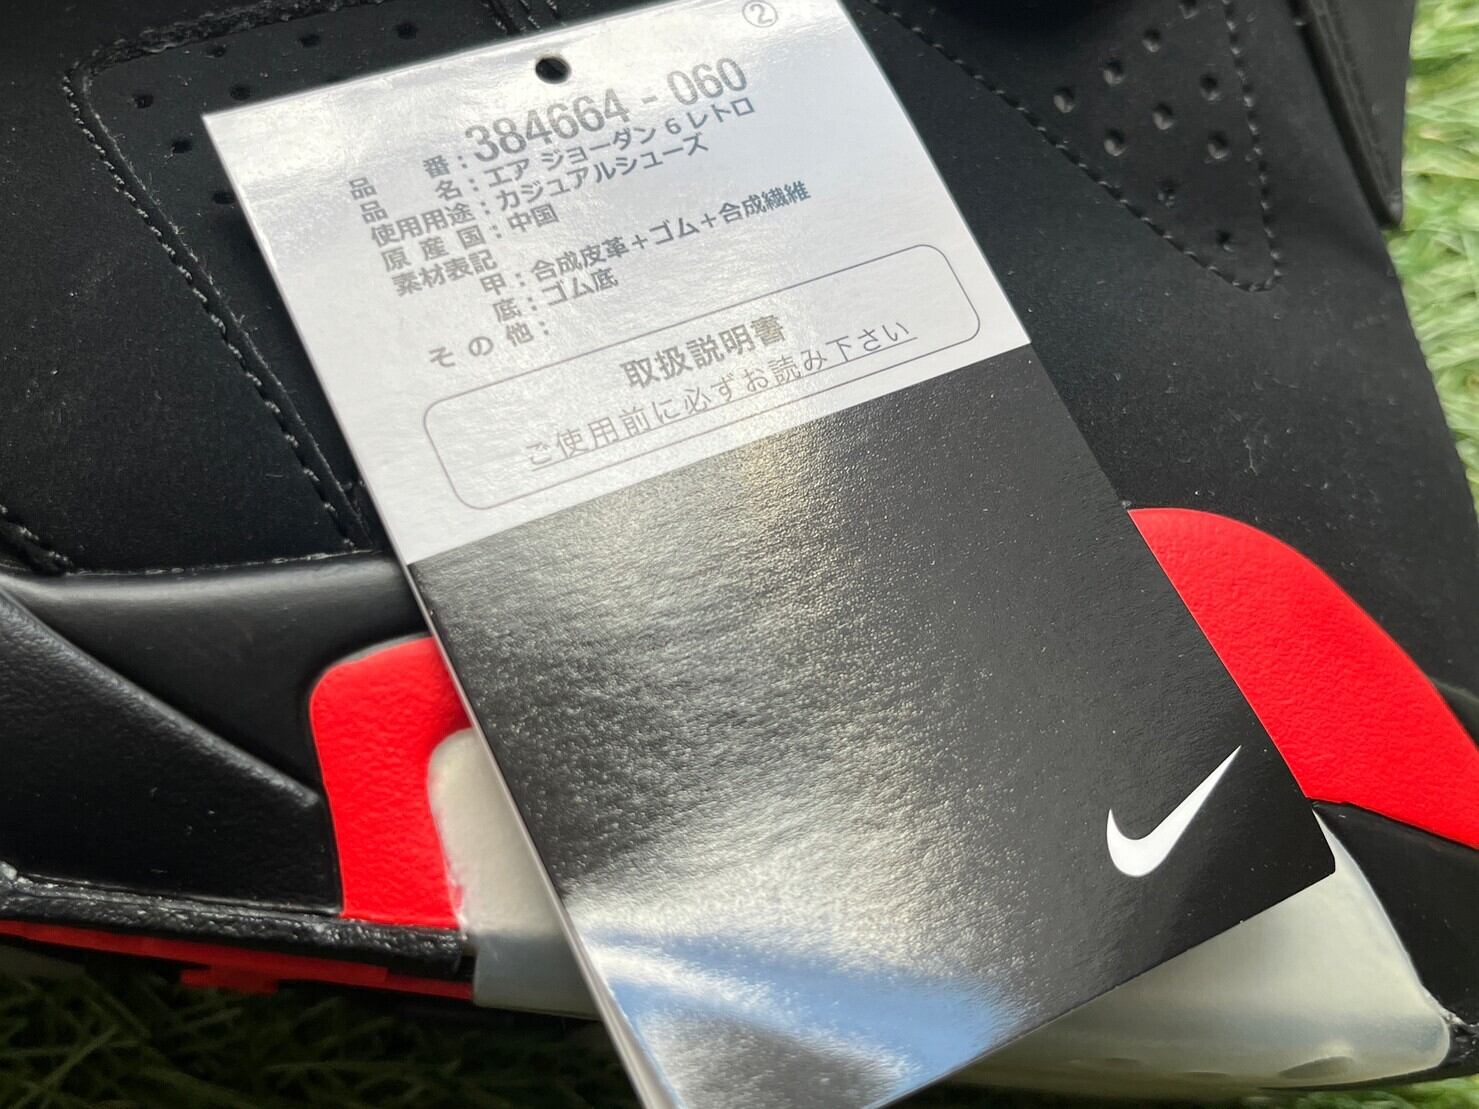 ②
品番：384664-060
品名：エア ジョーダン 6 レトロ
使用用途：カジュアルシューズ
原産国：中国
素材表記
甲：合成皮革＋ゴム＋合成繊維
底：ゴム底
その他：
取扱説明書
ご使用前に必ずお読み下さい